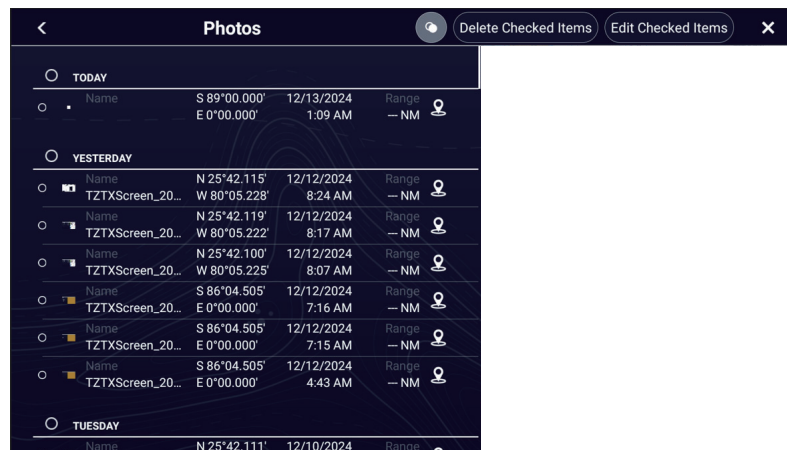 Photos
Delete Checked Items
Edit Checked Items
TODAY
Name S 89°00.000' 12/13/2024 Range
E 0°00.000' 1:09 AM -- NM
YESTERDAY
Name N 25°42.115' 12/12/2024 Range
TZTXScreen_20... W 80°05.228' 8:24 AM -- NM
Name N 25°42.119' 12/12/2024 Range
TZTXScreen_20... W 80°05.222' 8:17 AM -- NM
Name N 25°42.100' 12/12/2024 Range
TZTXScreen_20... W 80°05.225' 8:07 AM -- NM
Name S 86°04.505' 12/12/2024 Range
TZTXScreen_20... E 0°00.000' 7:16 AM -- NM
Name S 86°04.505' 12/12/2024 Range
TZTXScreen_20... E 0°00.000' 7:15 AM -- NM
Name S 86°04.505' 12/12/2024 Range
TZTXScreen_20... E 0°00.000' 4:43 AM -- NM
TUESDAY
Name N 25°42.111' 12/10/2024 Range